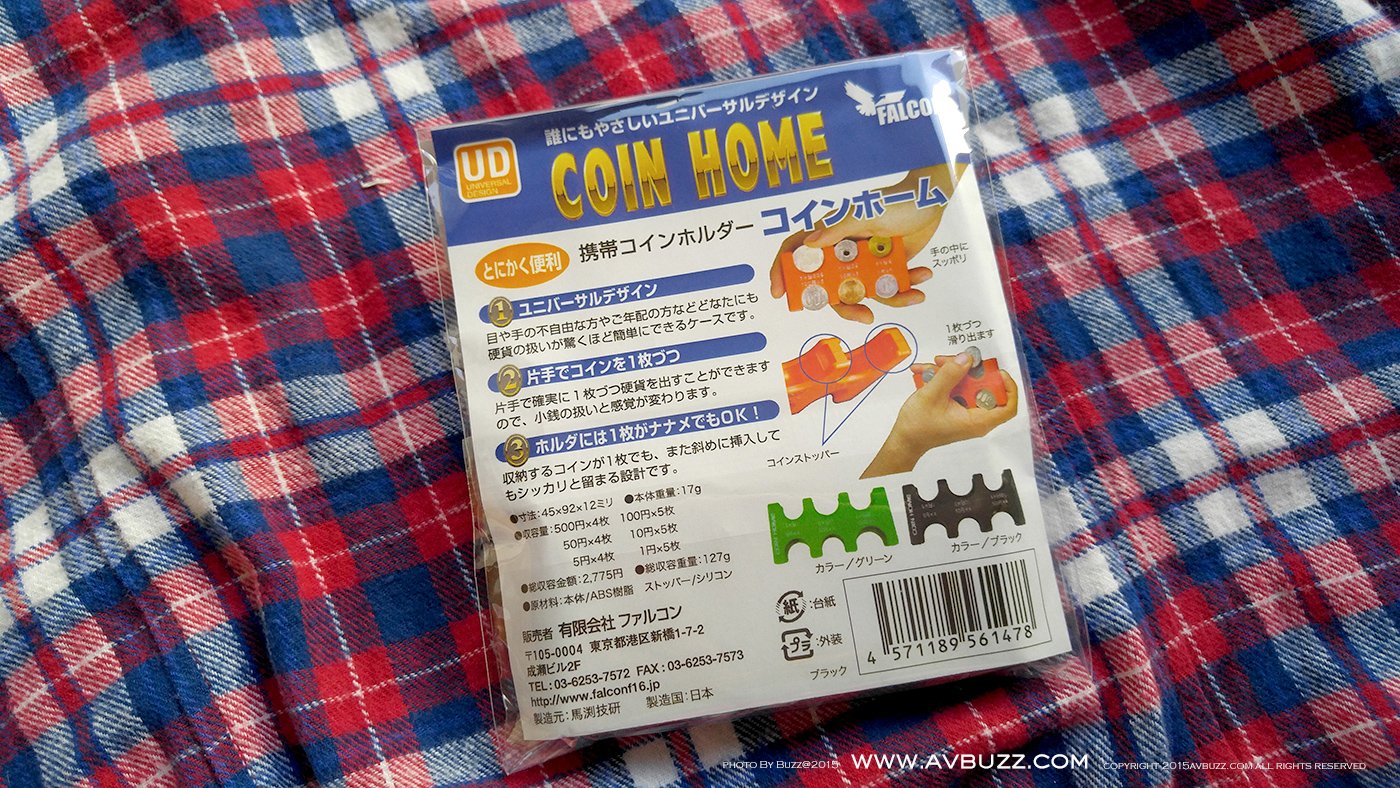 誰にもやさしいユニバーサルデザイン
FALCO
UD
UNIVERSAL
DESIGN
COIN HOME
とにかく便利
携帯コインホルダー コインホーム
手の中に
スッポリ
1 ユニバーサルデザイン
目や手の不自由な方やご年配の方などどなたにも
硬貨の扱いが驚くほど簡単にできるケースです。
2 片手でコインを1枚づつ
片手で確実に1枚づつ硬貨を出すことができます
ので、小銭の扱いと感覚が変わります。
1枚づつ
滑り出ます
3 ホルダには1枚がナナメでもOK!
収納するコインが1枚でも、また斜めに挿入して
もシッカリと留まる設計です。
コインストッパー
●寸法:45×92×12ミリ ●本体重量:17g
●収容量:500円×4枚 100円×5枚
50円×4枚 10円×5枚
5円×4枚 1円×5枚
●総収容金額:2,775円 ●総収容重量:127g
●原材料:本体/ABS樹脂 ストッパー/シリコン
カラー/グリーン
カラー/ブラック
販売者 有限会社 ファルコン
〒105-0004 東京都港区新橋1-7-2
成瀬ビル2F
TEL:03-6253-7572 FAX:03-6253-7573
http://www.falconf16.jp
製造元:馬渕技研 製造国:日本
紙:台紙
プラ:外装
ブラック
4 571189 561478
PHOTO BY BUZZ@2015 WWW.AVBUZZ.COM COPYRIGHT 2015AVBUZZ.COM ALL RIGHTS RESERVED